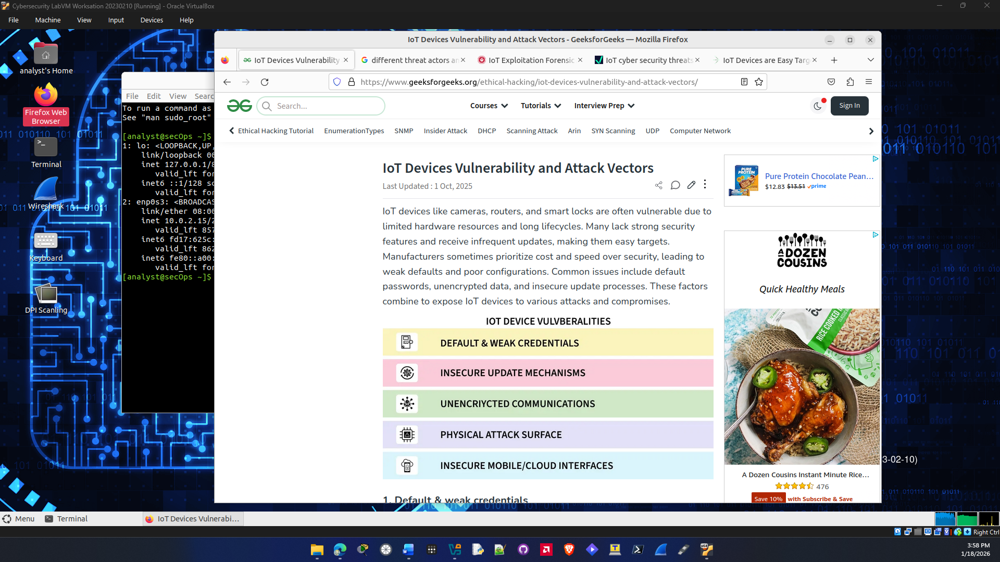 Cybersecurity LabVM Worksation 20230210 [Running] - Oracle VirtualBox
File Machine View Input Devices Help
analyst's Home
Firefox Web
Browser
Terminal
Wireshark
Keyboard
DPI Scanling
File Edit View Searc
To run a command as
See "man sudo_root"
[analyst@secOps ~]$
1: lo: <LOOPBACK,UP,
link/loopback 00
inet 127.0.0.1/8
valid_lft for
inet6 ::1/128 sc
valid_lft for
2: enp0s3: <BROADCAS
link/ether 08:00
inet 10.0.2.15/2
valid_lft 857
inet6 fd17:625c:
valid_lft 862
inet6 fe80::a00:
valid_lft for
[analyst@secOps ~]$
IoT Devices Vulnerability and Attack Vectors - GeeksforGeeks — Mozilla Firefox
IoT Devices Vulnerability different threat actors an IoT Exploitation Forensic IoT cyber security threats IoT Devices are Easy Targ
https://www.geeksforgeeks.org/ethical-hacking/iot-devices-vulnerability-and-attack-vectors/
Search... Courses Tutorials Interview Prep Sign In
Ethical Hacking Tutorial EnumerationTypes SNMP Insider Attack DHCP Scanning Attack Arin SYN Scanning UDP Computer Network
IoT Devices Vulnerability and Attack Vectors
Last Updated : 1 Oct, 2025
IoT devices like cameras, routers, and smart locks are often vulnerable due to
limited hardware resources and long lifecycles. Many lack strong security
features and receive infrequent updates, making them easy targets.
Manufacturers sometimes prioritize cost and speed over security, leading to
weak defaults and poor configurations. Common issues include default
passwords, unencrypted data, and insecure update processes. These factors
combine to expose IoT devices to various attacks and compromises.
IOT DEVICE VULVBERALITIES
DEFAULT & WEAK CREDENTIALS
INSECURE UPDATE MECHANISMS
UNENCRIYCTED COMMUNICATIONS
PHYSICAL ATTACK SURFACE
INSECURE MOBILE/CLOUD INTERFACES
1. Default & weak credentials
PURE PROTEIN
Pure Protein Chocolate Pean...
$12.83 $13.51 prime
A DOZEN
COUSINS
Quick Healthy Meals
RICE COOKED IN
A Dozen Cousins Instant Minute Rice...
476
Save 10% with Subscribe & Save
3-02-10)
Menu Terminal IoT Devices Vulnerabi...
Right Ctrl
3:58 PM
1/18/2026